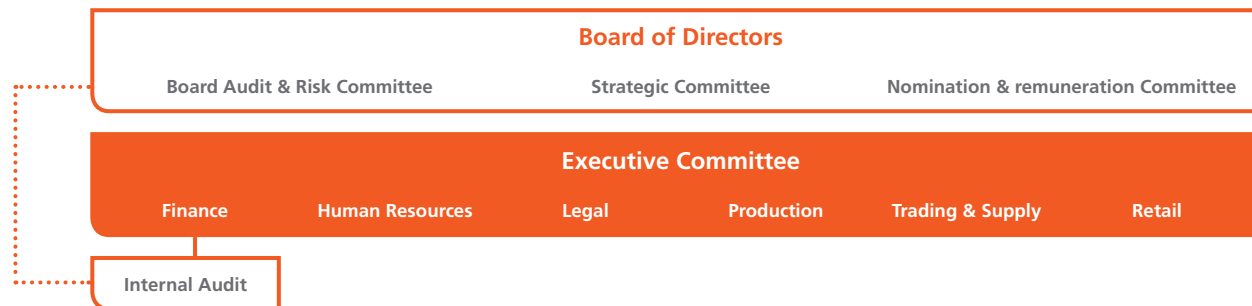 Board of Directors
Board Audit & Risk Committee Strategic Committee Nomination & remuneration Committee
Executive Committee
Finance Human Resources Legal Production Trading & Supply Retail
Internal Audit